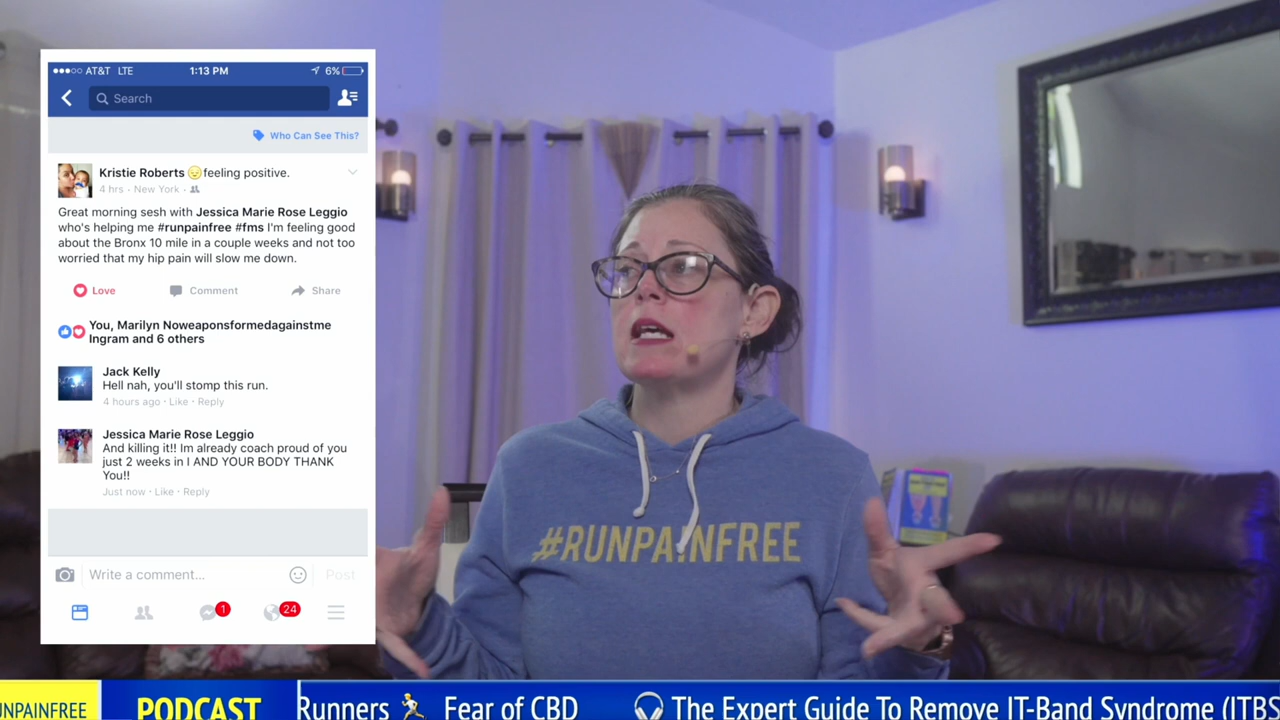 AT&T LTE 1:13 PM 6%
Search
Who Can See This?
Kristie Roberts feeling positive.
4 hrs · New York ·
Great morning sesh with Jessica Marie Rose Leggio
who's helping me #runpainfree #fms I'm feeling good
about the Bronx 10 mile in a couple weeks and not too
worried that my hip pain will slow me down.
Love Comment Share
You, Marilyn Noweaponsformedagainstme
Ingram and 6 others
Jack Kelly
Hell nah, you'll stomp this run.
4 hours ago · Like · Reply
Jessica Marie Rose Leggio
And killing it!! Im already coach proud of you
just 2 weeks in I AND YOUR BODY THANK
You!!
Just now · Like · Reply
Write a comment... Post
1 24
#RUNPAINFREE
UNPAINFREE PODCAST Runners Fear of CBD The Expert Guide To Remove IT-Band Syndrome (ITBS